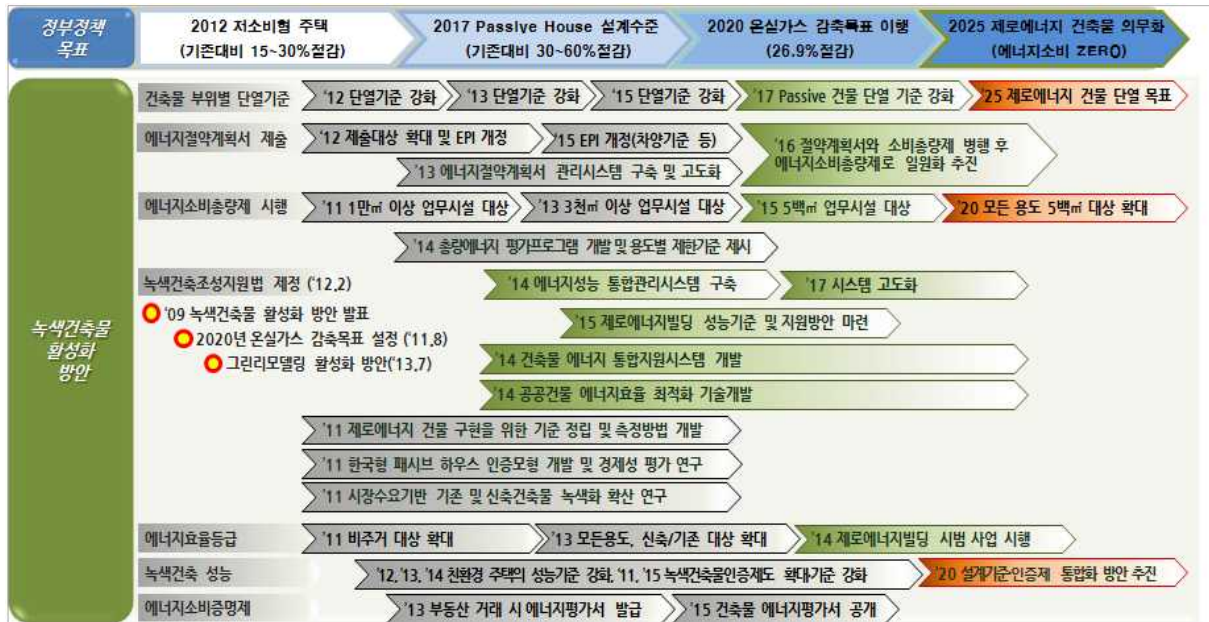 정부정책
목표
2012 저소비형 주택
(기존대비 15~30%절감)
2017 Passive House 설계수준
(기존대비 30~60%절감)
2020 온실가스 감축목표 이행
(26.9%절감)
2025 제로에너지 건축물 의무화
(에너지소비 ZERO)
녹색건축물
활성화
방안
건축물 부위별 단열기준
'12 단열기준 강화
'13 단열기준 강화
'15 단열기준 강화
'17 Passive 건물 단열 기준 강화
'25 제로에너지 건물 단열 목표
에너지절약계획서 제출
'12 제출대상 확대 및 EPI 개정
'15 EPI 개정(차양기준 등)
'16 절약계획서와 소비총량제 병행 후
에너지소비총량제로 일원화 추진
'13 에너지절약계획서 관리시스템 구축 및 고도화
에너지소비총량제 시행
'11 1만㎡ 이상 업무시설 대상
'13 3천㎡ 이상 업무시설 대상
'15 5백㎡ 업무시설 대상
'20 모든 용도 5백㎡ 대상 확대
'14 총량에너지 평가프로그램 개발 및 용도별 제한기준 제시
녹색건축조성지원법 제정 ('12.2)
'14 에너지성능 통합관리시스템 구축
'17 시스템 고도화
'09 녹색건축물 활성화 방안 발표
2020년 온실가스 감축목표 설정 ('11.8)
그린리모델링 활성화 방안('13.7)
'15 제로에너지빌딩 성능기준 및 지원방안 마련
'14 건축물 에너지 통합지원시스템 개발
'14 공공건물 에너지효율 최적화 기술개발
'11 제로에너지 건물 구현을 위한 기준 정립 및 측정방법 개발
'11 한국형 패시브 하우스 인증모형 개발 및 경제성 평가 연구
'11 시장수요기반 기존 및 신축건축물 녹색화 확산 연구
에너지효율등급
'11 비주거 대상 확대
'13 모든용도, 신축/기존 대상 확대
'14 제로에너지빌딩 시범 사업 시행
녹색건축 성능
'12,'13,'14 친환경 주택의 성능기준 강화, '11,'15 녹색건축물인증제도 확대·기준 강화
'20 설계기준·인증제 통합화 방안 추진
에너지소비증명제
'13 부동산 거래 시 에너지평가서 발급
'15 건축물 에너지평가서 공개